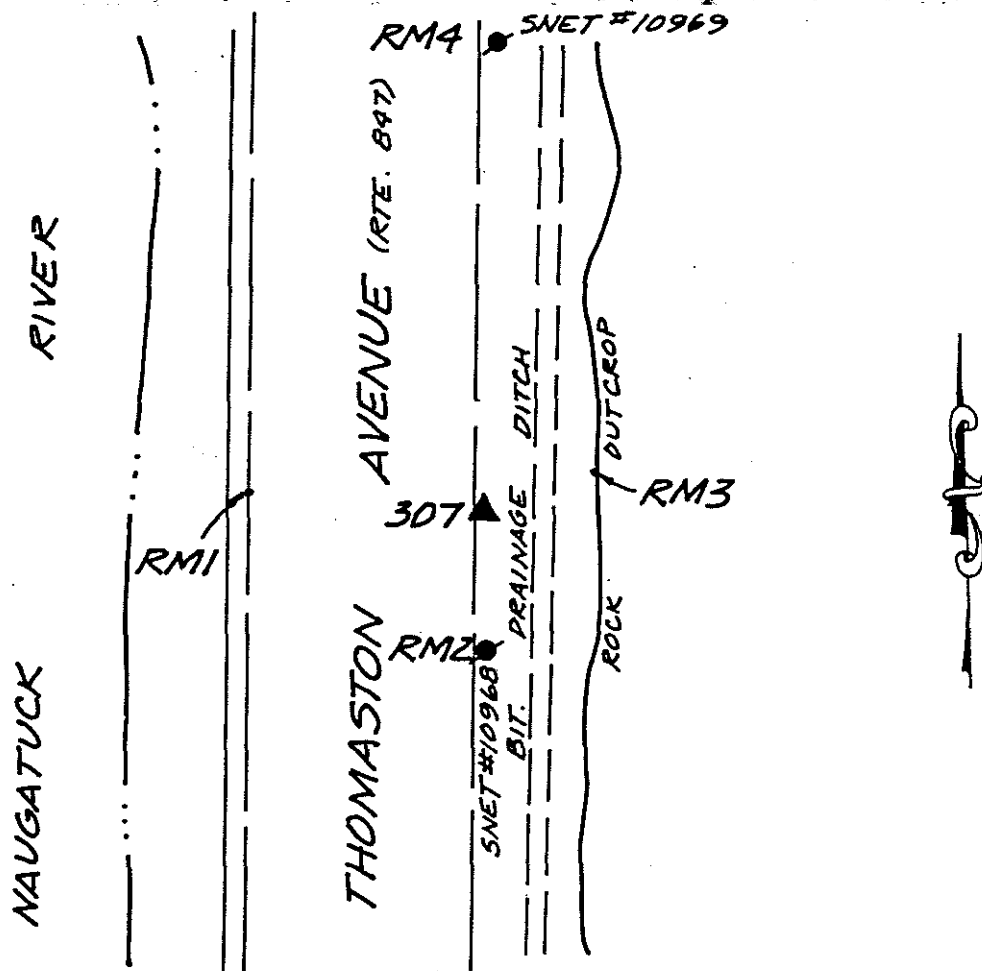 RM4
SNET #10969
NAUGATUCK RIVER
THOMASTON AVENUE (RTE. 847)
307
RM1
RM2
SNET #10968
BIT. DRAINAGE DITCH
RM3
ROCK OUTCROP